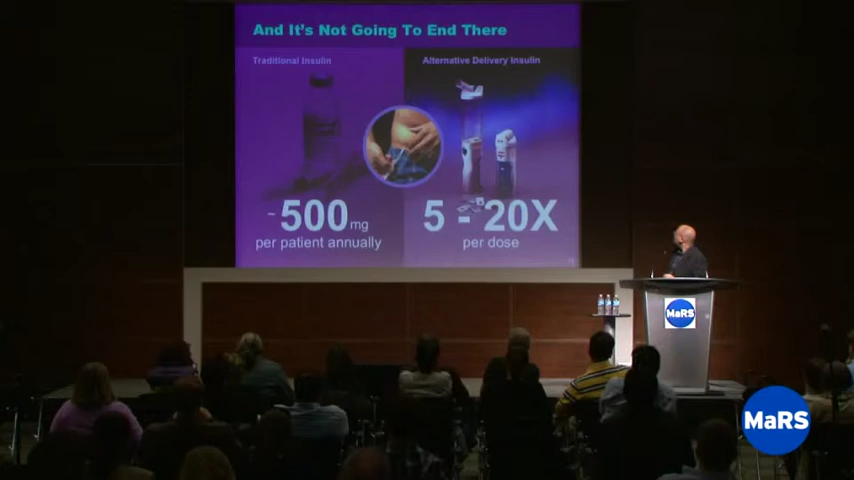 And It's Not Going To End There
Traditional Insulin
Alternative Delivery Insulin
~500mg
per patient annually
5 - 20X
per dose
MaRS
MaRS